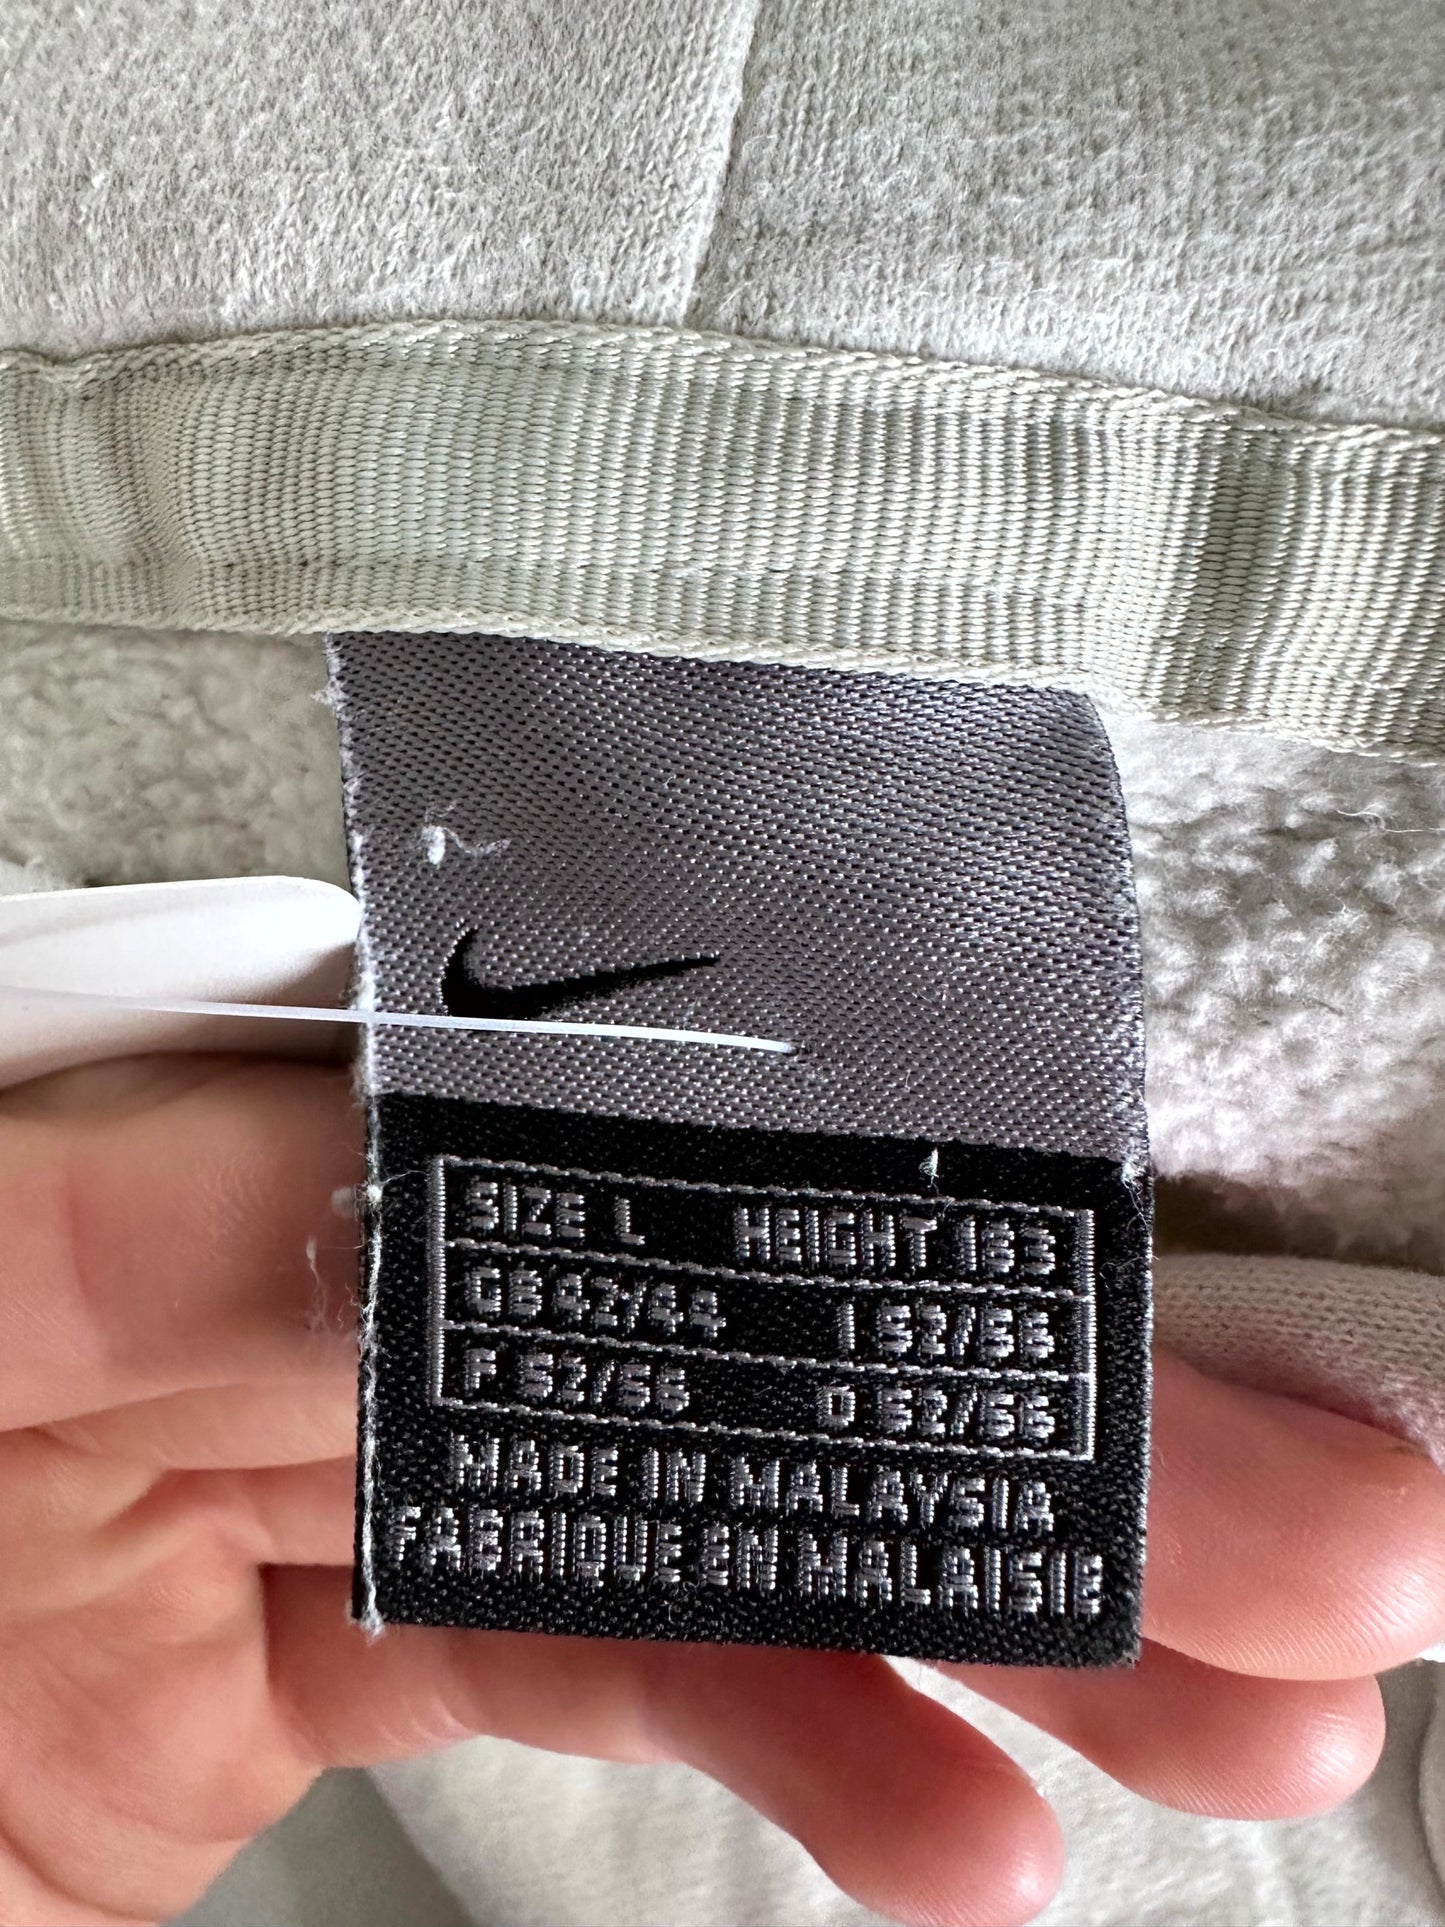 SIZE L HEIGHT 183
GB 42/44 I 52/56
F 52/56 D 52/56
MADE IN MALAYSIA
FABRIQUE EN MALAISIE